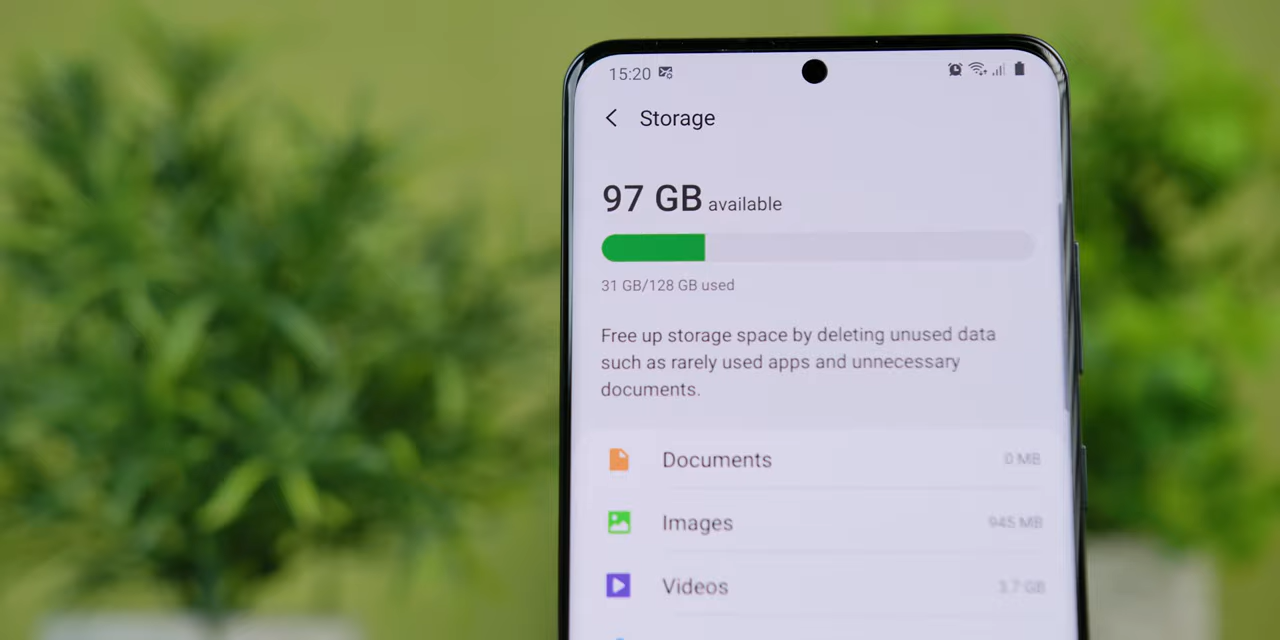 15:20
Storage
97 GB available
31 GB/128 GB used
Free up storage space by deleting unused data
such as rarely used apps and unnecessary
documents.
Documents 0 MB
Images 945 MB
Videos 3.7 GB